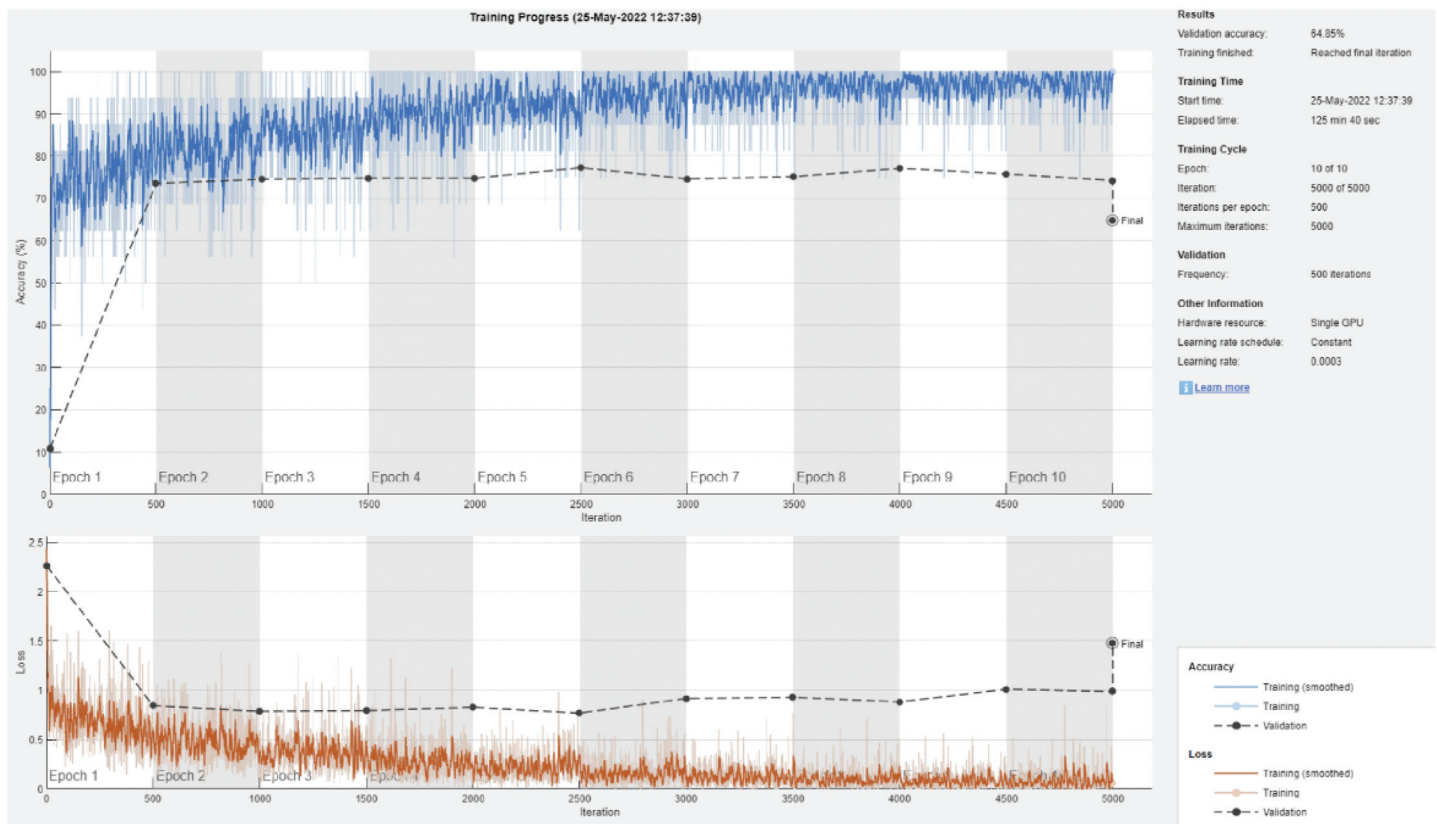 Training Progress (25-May-2022 12:37:39)
Accuracy (%)
100
90
80
70
60
50
40
30
20
10
0
Final
Epoch 1 Epoch 2 Epoch 3 Epoch 4 Epoch 5 Epoch 6 Epoch 7 Epoch 8 Epoch 9 Epoch 10
0 500 1000 1500 2000 2500 3000 3500 4000 4500 5000
Iteration
Loss
2.5
2
1.5
1
0.5
0
Final
Epoch 1 Epoch 2 Epoch 3
0 500 1000 1500 2000 2500 3000 3500 4000 4500 5000
Iteration
Results
Validation accuracy: 64.85%
Training finished: Reached final iteration
Training Time
Start time: 25-May-2022 12:37:39
Elapsed time: 125 min 40 sec
Training Cycle
Epoch: 10 of 10
Iteration: 5000 of 5000
Iterations per epoch: 500
Maximum iterations: 5000
Validation
Frequency: 500 iterations
Other Information
Hardware resource: Single GPU
Learning rate schedule: Constant
Learning rate: 0.0003
i Learn more
Accuracy
Training (smoothed)
Training
Validation
Loss
Training (smoothed)
Training
Validation